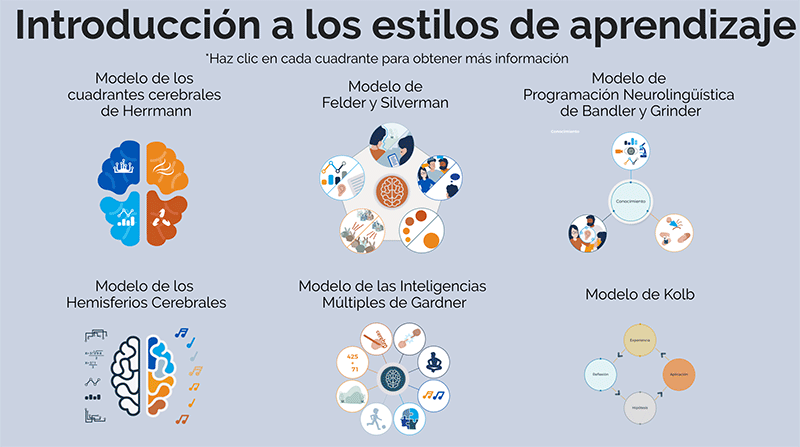 Introducción a los estilos de aprendizaje
*Haz clic en cada cuadrante para obtener más información
Modelo de los
cuadrantes cerebrales
de Herrmann
Modelo de
Felder y Silverman
Modelo de
Programación Neurolingüística
de Bandler y Grinder
Conocimiento
Conocimiento
Modelo de los
Hemisferios Cerebrales
Modelo de las Inteligencias
Múltiples de Gardner
425
+
71
Modelo de Kolb
Experiencia
Reflexión
Aplicación
Hipótesis